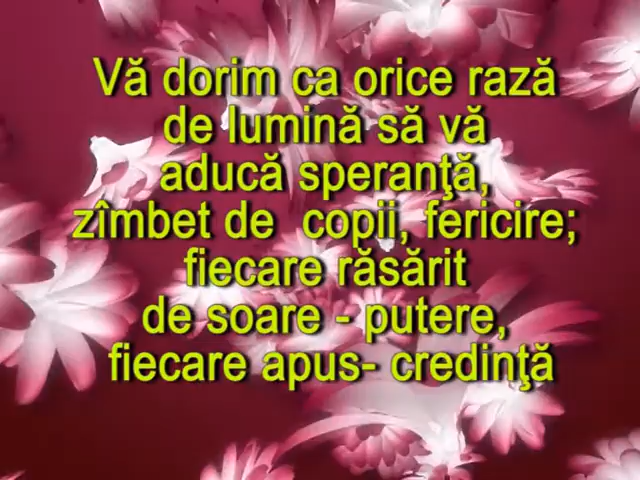 Vă dorim ca orice rază
de lumină să vă
aducă speranţă,
zîmbet de  copii, fericire;
fiecare răsărit
de soare - putere,
fiecare apus- credinţă